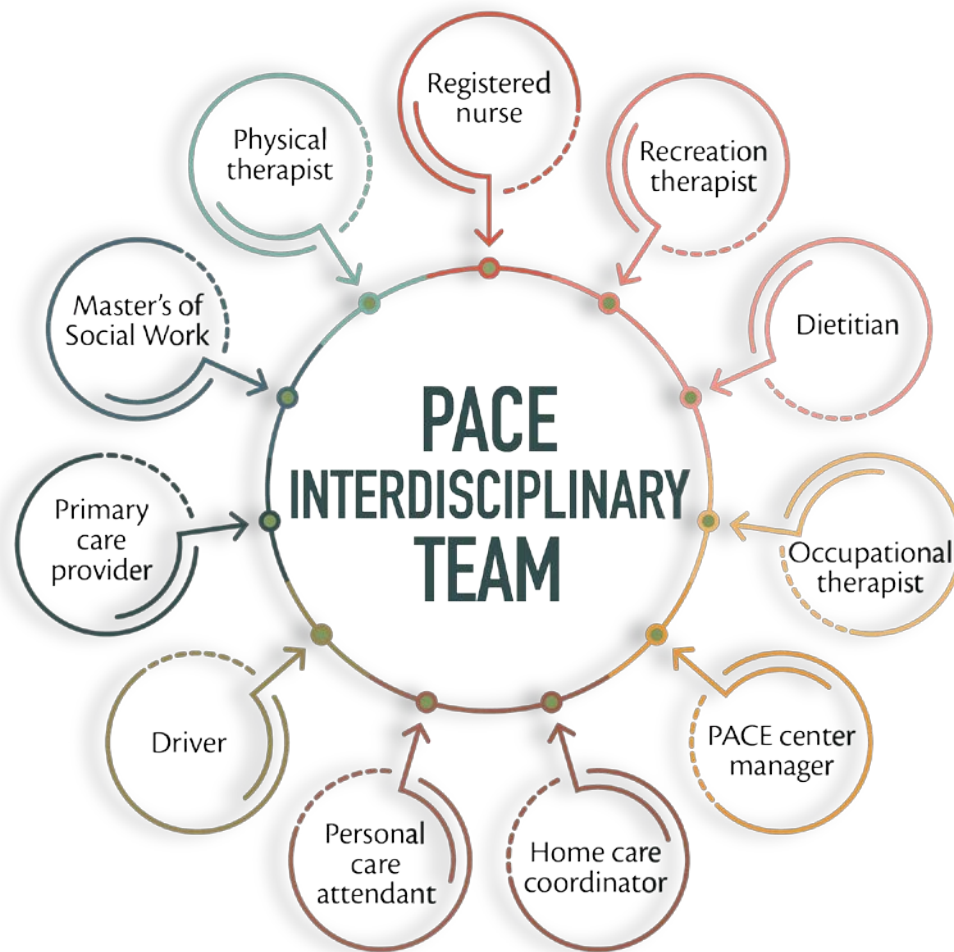 Registered
nurse
Recreation
therapist
Dietitian
Occupational
therapist
PACE center
manager
Home care
coordinator
Personal
care
attendant
Driver
Primary
care
provider
Master's of
Social Work
Physical
therapist
PACE
INTERDISCIPLINARY
TEAM